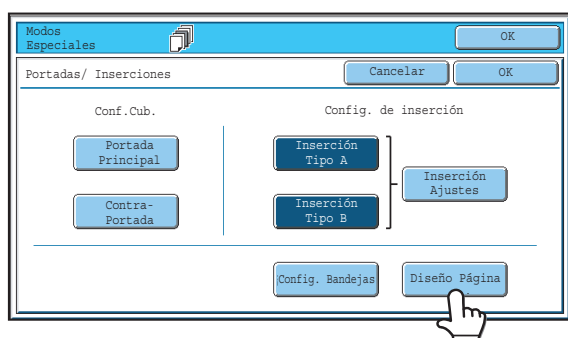 Modos
Especiales
OK
Portadas/ Inserciones
Cancelar
OK
Conf.Cub.
Config. de inserción
Portada
Principal
Inserción
Tipo A
Inserción
Ajustes
Contra-
Portada
Inserción
Tipo B
Config. Bandejas
Diseño Página